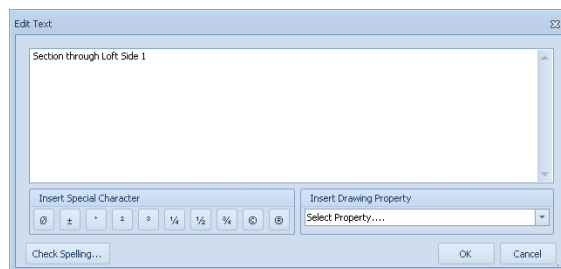 Edit Text
Section through Loft Side 1
Insert Special Character
Ø ± ° ² ³ ¼ ½ ¾ © ®
Insert Drawing Property
Select Property....
Check Spelling...
OK
Cancel